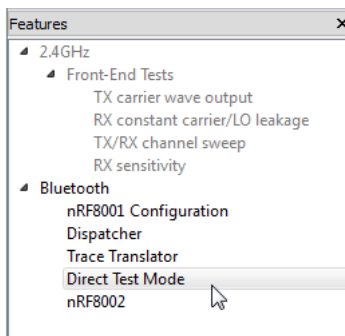 Features
2.4GHz
Front-End Tests
TX carrier wave output
RX constant carrier/LO leakage
TX/RX channel sweep
RX sensitivity
Bluetooth
nRF8001 Configuration
Dispatcher
Trace Translator
Direct Test Mode
nRF8002